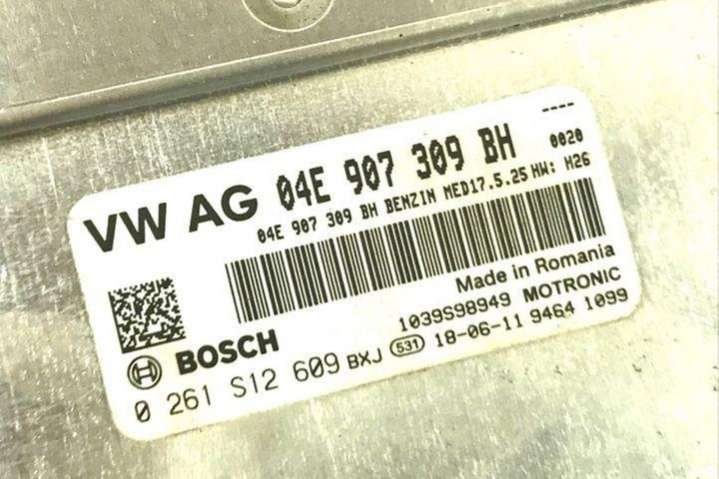 ----
VW AG 04E 907 309 BH 0020
04E 907 309 BH BENZIN MED17.5.25 HW: H26
Made in Romania
1039S98949 MOTRONIC
BOSCH
0 261 S12 609 BXJ 531 18-06-11 9464 1099